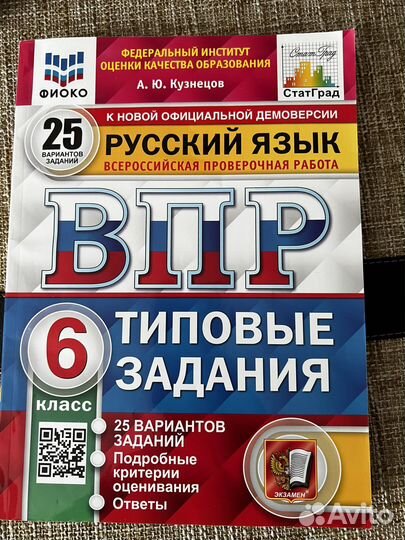 ФЕДЕРАЛЬНЫЙ ИНСТИТУТ
ОЦЕНКИ КАЧЕСТВА ОБРАЗОВАНИЯ
А. Ю. Кузнецов
ФИОКО
СтатГрад
СтатГрад
К НОВОЙ ОФИЦИАЛЬНОЙ ДЕМОВЕРСИИ
25
ВАРИАНТОВ
ЗАДАНИЙ
РУССКИЙ ЯЗЫК
ВСЕРОССИЙСКАЯ ПРОВЕРОЧНАЯ РАБОТА
ВПР
6
КЛАСС
ТИПОВЫЕ
ЗАДАНИЯ
• 25 ВАРИАНТОВ
ЗАДАНИЙ
• Подробные
критерии
оценивания
• Ответы
ЭКЗАМЕН
Avito